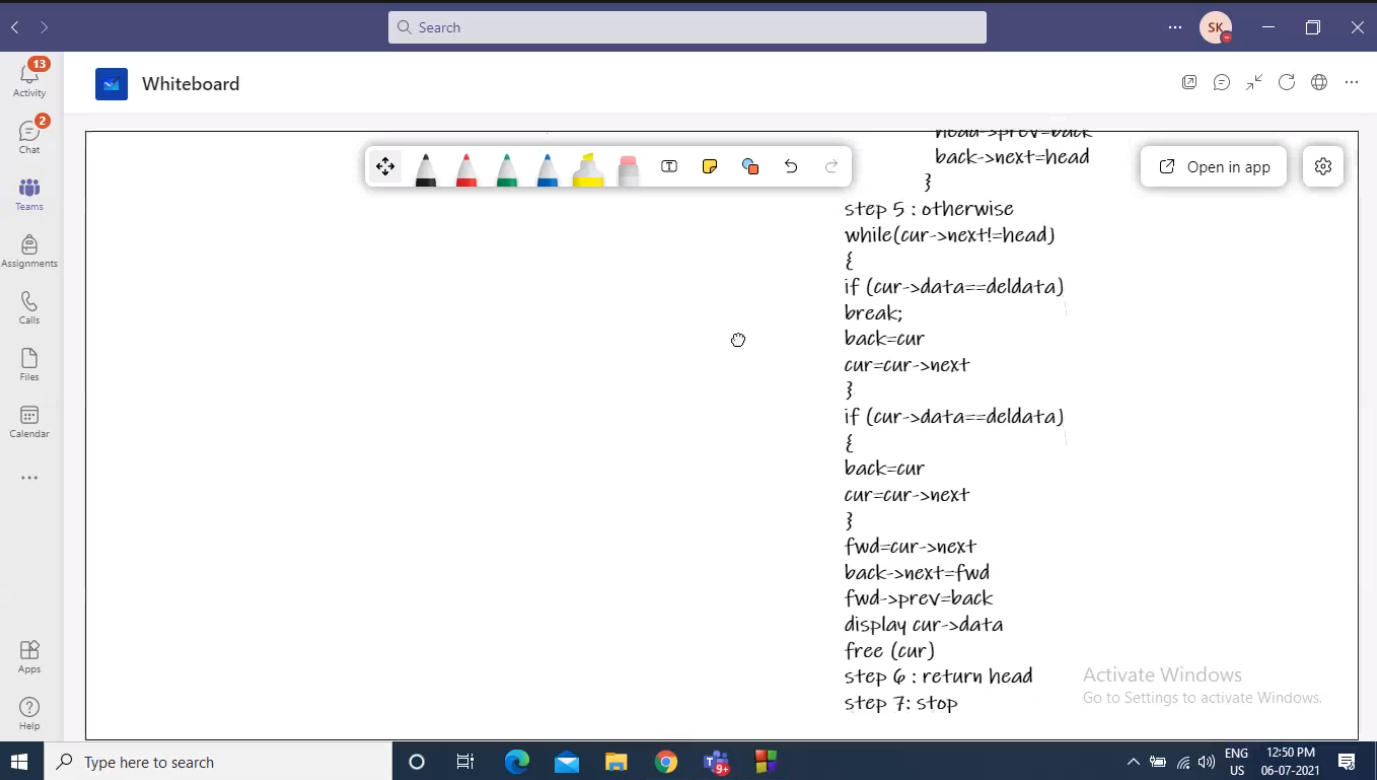 Search
SK
13
Activity
Whiteboard
2
Chat
Teams
Assignments
Calls
Files
Calendar
Apps
Help
Open in app
head->prev=back
back->next=head
}
step 5 : otherwise
while(cur->next!=head)
{
if (cur->data==deldata)
break;
back=cur
cur=cur->next
}
if (cur->data==deldata)
{
back=cur
cur=cur->next
}
fwd=cur->next
back->next=fwd
fwd->prev=back
display cur->data
free (cur)
step 6 : return head
step 7: stop
Activate Windows
Go to Settings to activate Windows.
Type here to search
9+
ENG
US
12:50 PM
06-07-2021